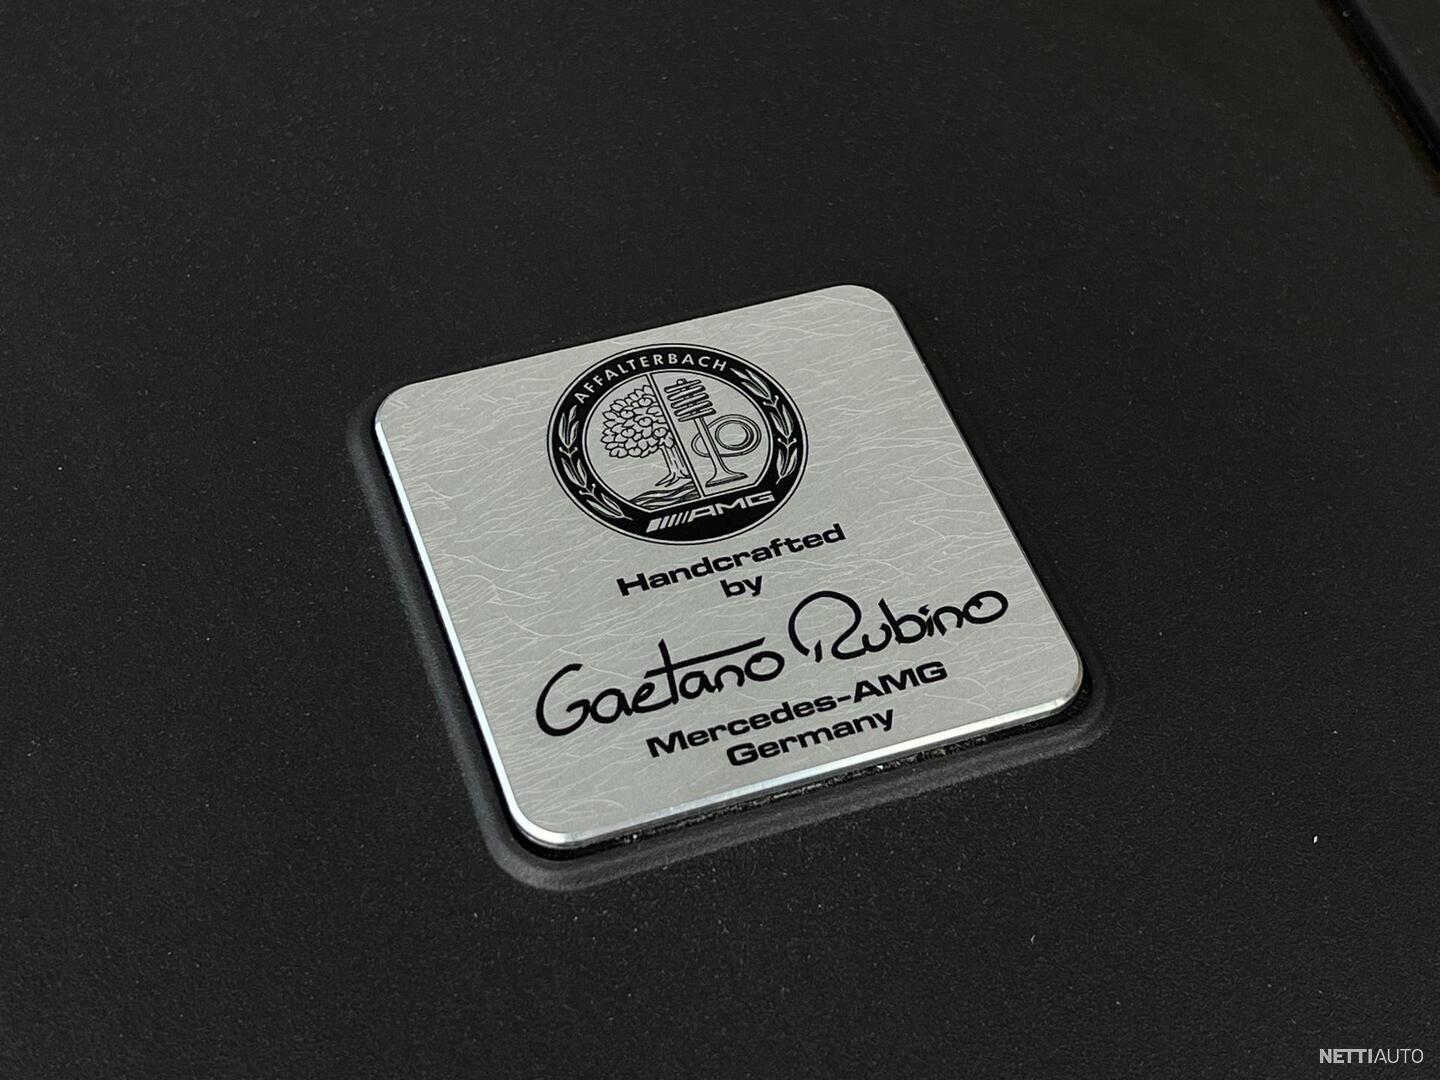 AFFALTERBACH
AMG
Handcrafted
by
Gaetano Rubino
Mercedes-AMG
Germany
NETTIAUTO